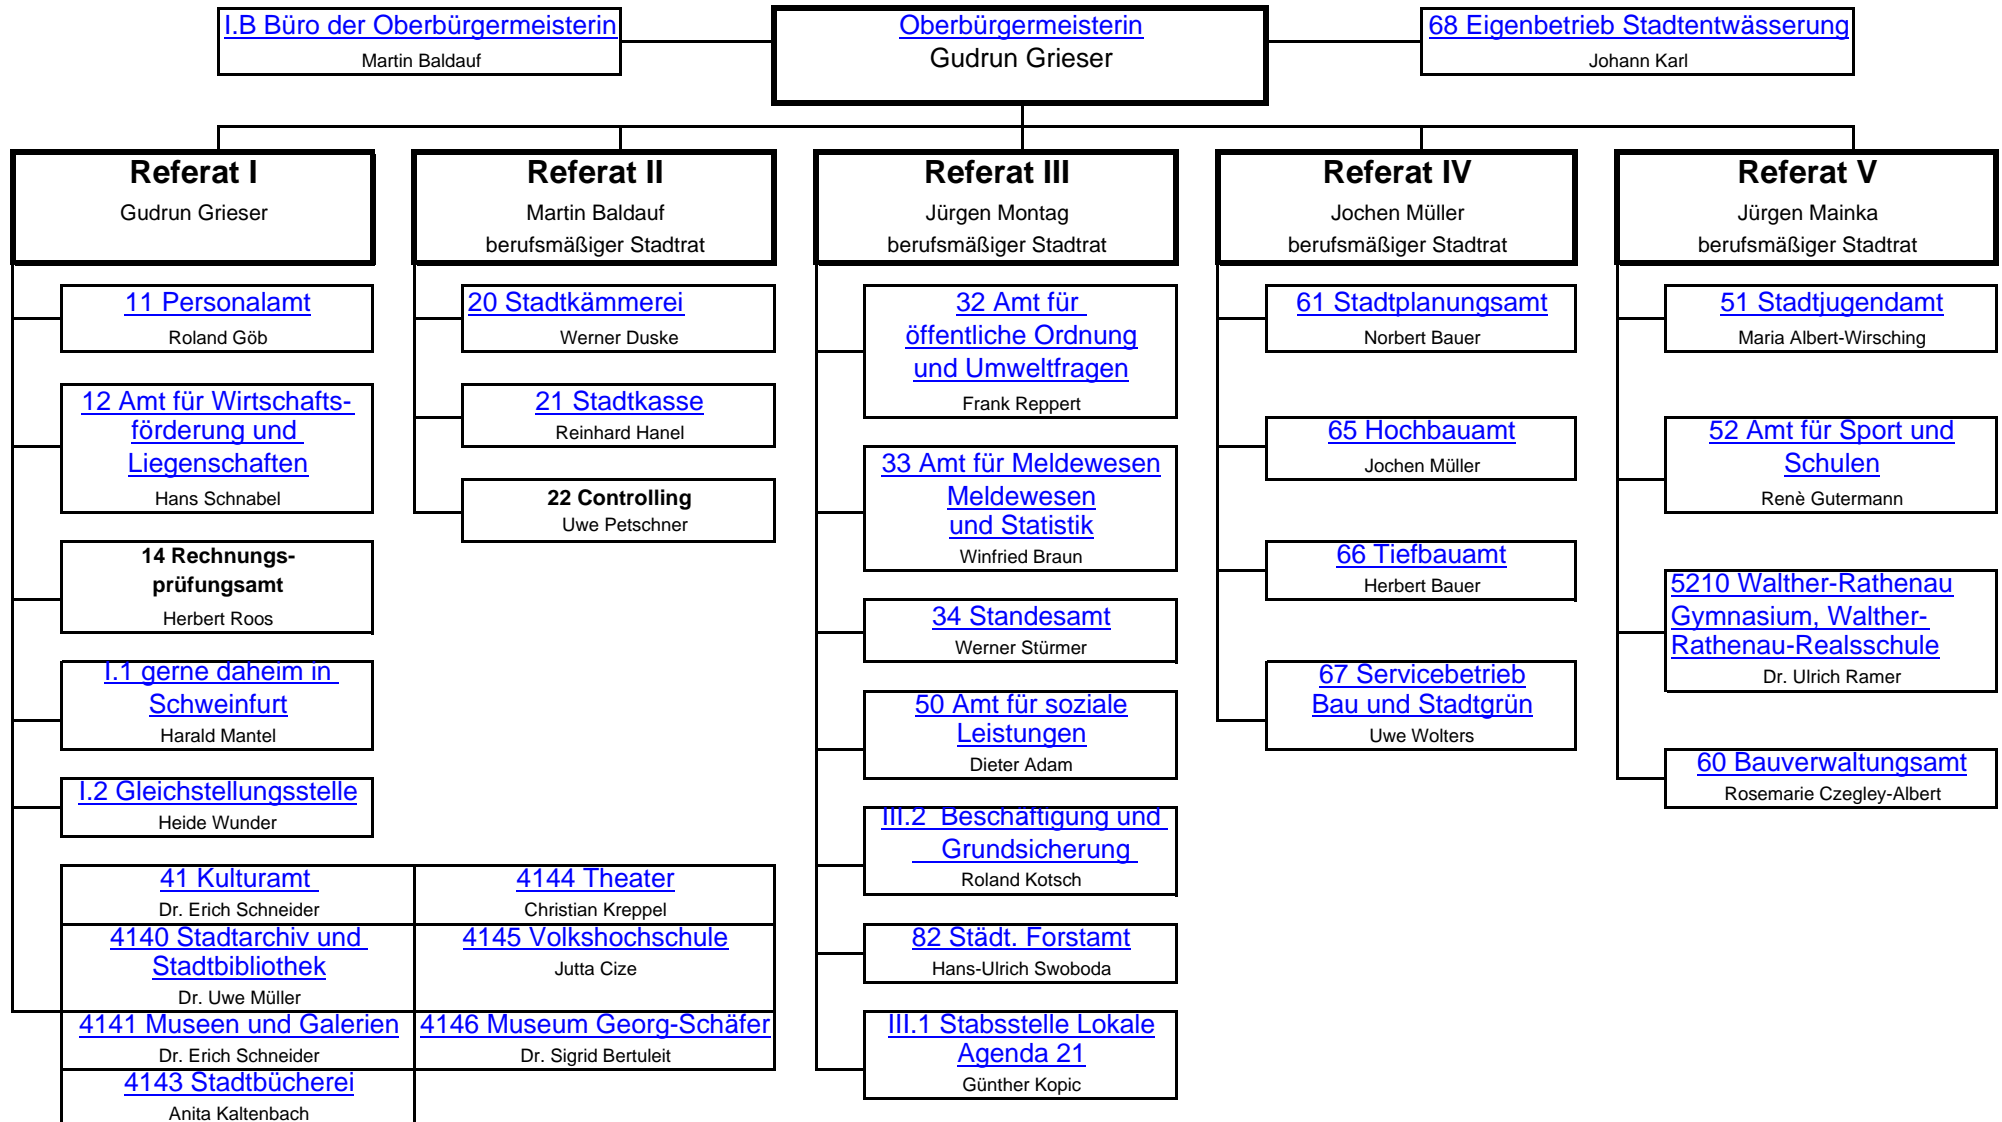 I.B Büro der Oberbürgermeisterin
Martin Baldauf
Oberbürgermeisterin
Gudrun Grieser
68 Eigenbetrieb Stadtentwässerung
Johann Karl
Referat I
Gudrun Grieser
Referat II
Martin Baldauf
berufsmäßiger Stadtrat
Referat III
Jürgen Montag
berufsmäßiger Stadtrat
Referat IV
Jochen Müller
berufsmäßiger Stadtrat
Referat V
Jürgen Mainka
berufsmäßiger Stadtrat
11 Personalamt
Roland Göb
12 Amt für Wirtschafts-
förderung und
Liegenschaften
Hans Schnabel
14 Rechnungs-
prüfungsamt
Herbert Roos
I.1 gerne daheim in
Schweinfurt
Harald Mantel
I.2 Gleichstellungsstelle
Heide Wunder
41 Kulturamt
Dr. Erich Schneider
4140 Stadtarchiv und
Stadtbibliothek
Dr. Uwe Müller
4141 Museen und Galerien
Dr. Erich Schneider
4143 Stadtbücherei
Anita Kaltenbach
4144 Theater
Christian Kreppel
4145 Volkshochschule
Jutta Cize
4146 Museum Georg-Schäfer
Dr. Sigrid Bertuleit
20 Stadtkämmerei
Werner Duske
21 Stadtkasse
Reinhard Hanel
22 Controlling
Uwe Petschner
32 Amt für
öffentliche Ordnung
und Umweltfragen
Frank Reppert
33 Amt für Meldewesen
Meldewesen
und Statistik
Winfried Braun
34 Standesamt
Werner Stürmer
50 Amt für soziale
Leistungen
Dieter Adam
III.2 Beschäftigung und
Grundsicherung
Roland Kotsch
82 Städt. Forstamt
Hans-Ulrich Swoboda
III.1 Stabsstelle Lokale
Agenda 21
Günther Kopic
61 Stadtplanungsamt
Norbert Bauer
65 Hochbauamt
Jochen Müller
66 Tiefbauamt
Herbert Bauer
67 Servicebetrieb
Bau und Stadtgrün
Uwe Wolters
51 Stadtjugendamt
Maria Albert-Wirsching
52 Amt für Sport und
Schulen
Renè Gutermann
5210 Walther-Rathenau
Gymnasium, Walther-
Rathenau-Realsschule
Dr. Ulrich Ramer
60 Bauverwaltungsamt
Rosemarie Czegley-Albert